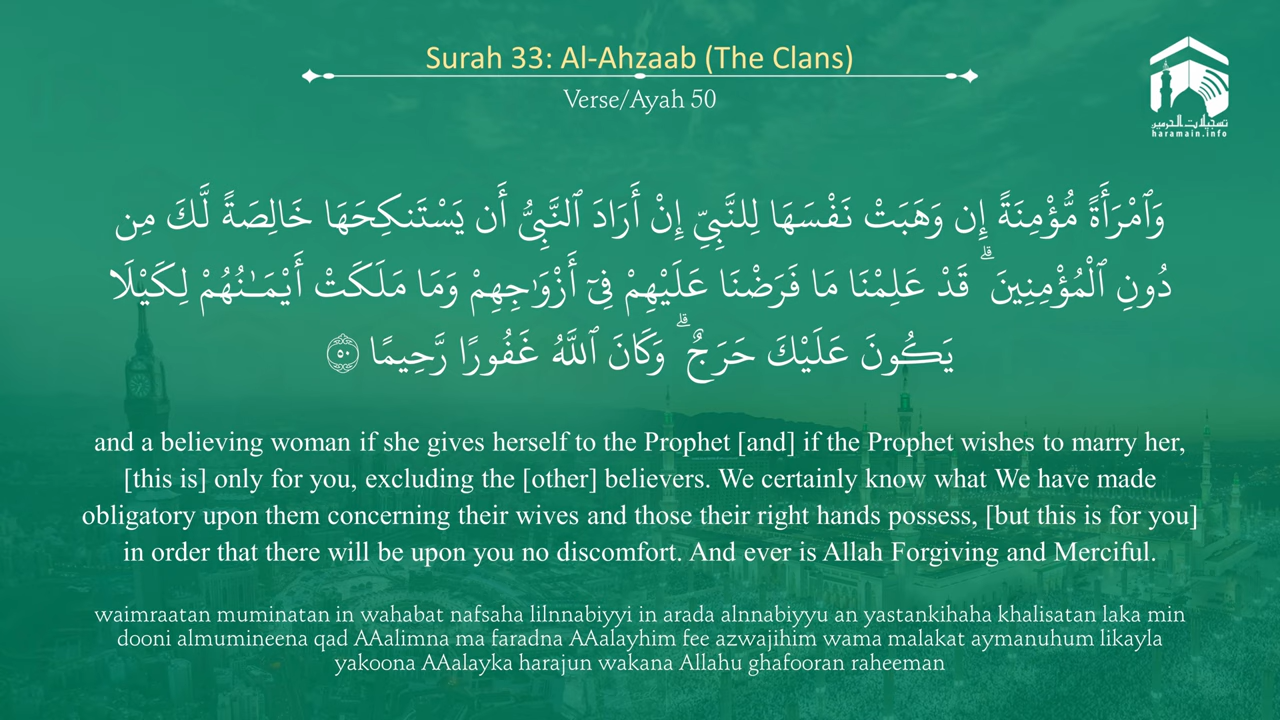 Surah 33: Al-Ahzaab (The Clans)
Verse/Ayah 50
تسجيلات الحرمين
haramain.info
وَٱمْرَأَةً مُّؤْمِنَةً إِن وَهَبَتْ نَفْسَهَا لِلنَّبِىِّ إِنْ أَرَادَ ٱلنَّبِىُّ أَن يَسْتَنكِحَهَا خَالِصَةً لَّكَ مِن
دُونِ ٱلْمُؤْمِنِينَ ۗ قَدْ عَلِمْنَا مَا فَرَضْنَا عَلَيْهِمْ فِىٓ أَزْوَٰجِهِمْ وَمَا مَلَكَتْ أَيْمَـٰنُهُمْ لِكَيْلَا
يَكُونَ عَلَيْكَ حَرَجٌ ۗ وَكَانَ ٱللَّهُ غَفُورًا رَّحِيمًا ٥٠
and a believing woman if she gives herself to the Prophet [and] if the Prophet wishes to marry her,
[this is] only for you, excluding the [other] believers. We certainly know what We have made
obligatory upon them concerning their wives and those their right hands possess, [but this is for you]
in order that there will be upon you no discomfort. And ever is Allah Forgiving and Merciful.
waimraatan muminatan in wahabat nafsaha lilnnabiyyi in arada alnnabiyyu an yastankihaha khalisatan laka min
dooni almumineena qad AAalimna ma faradna AAalayhim fee azwajihim wama malakat aymanuhum likayla
yakoona AAalayka harajun wakana Allahu ghafooran raheeman